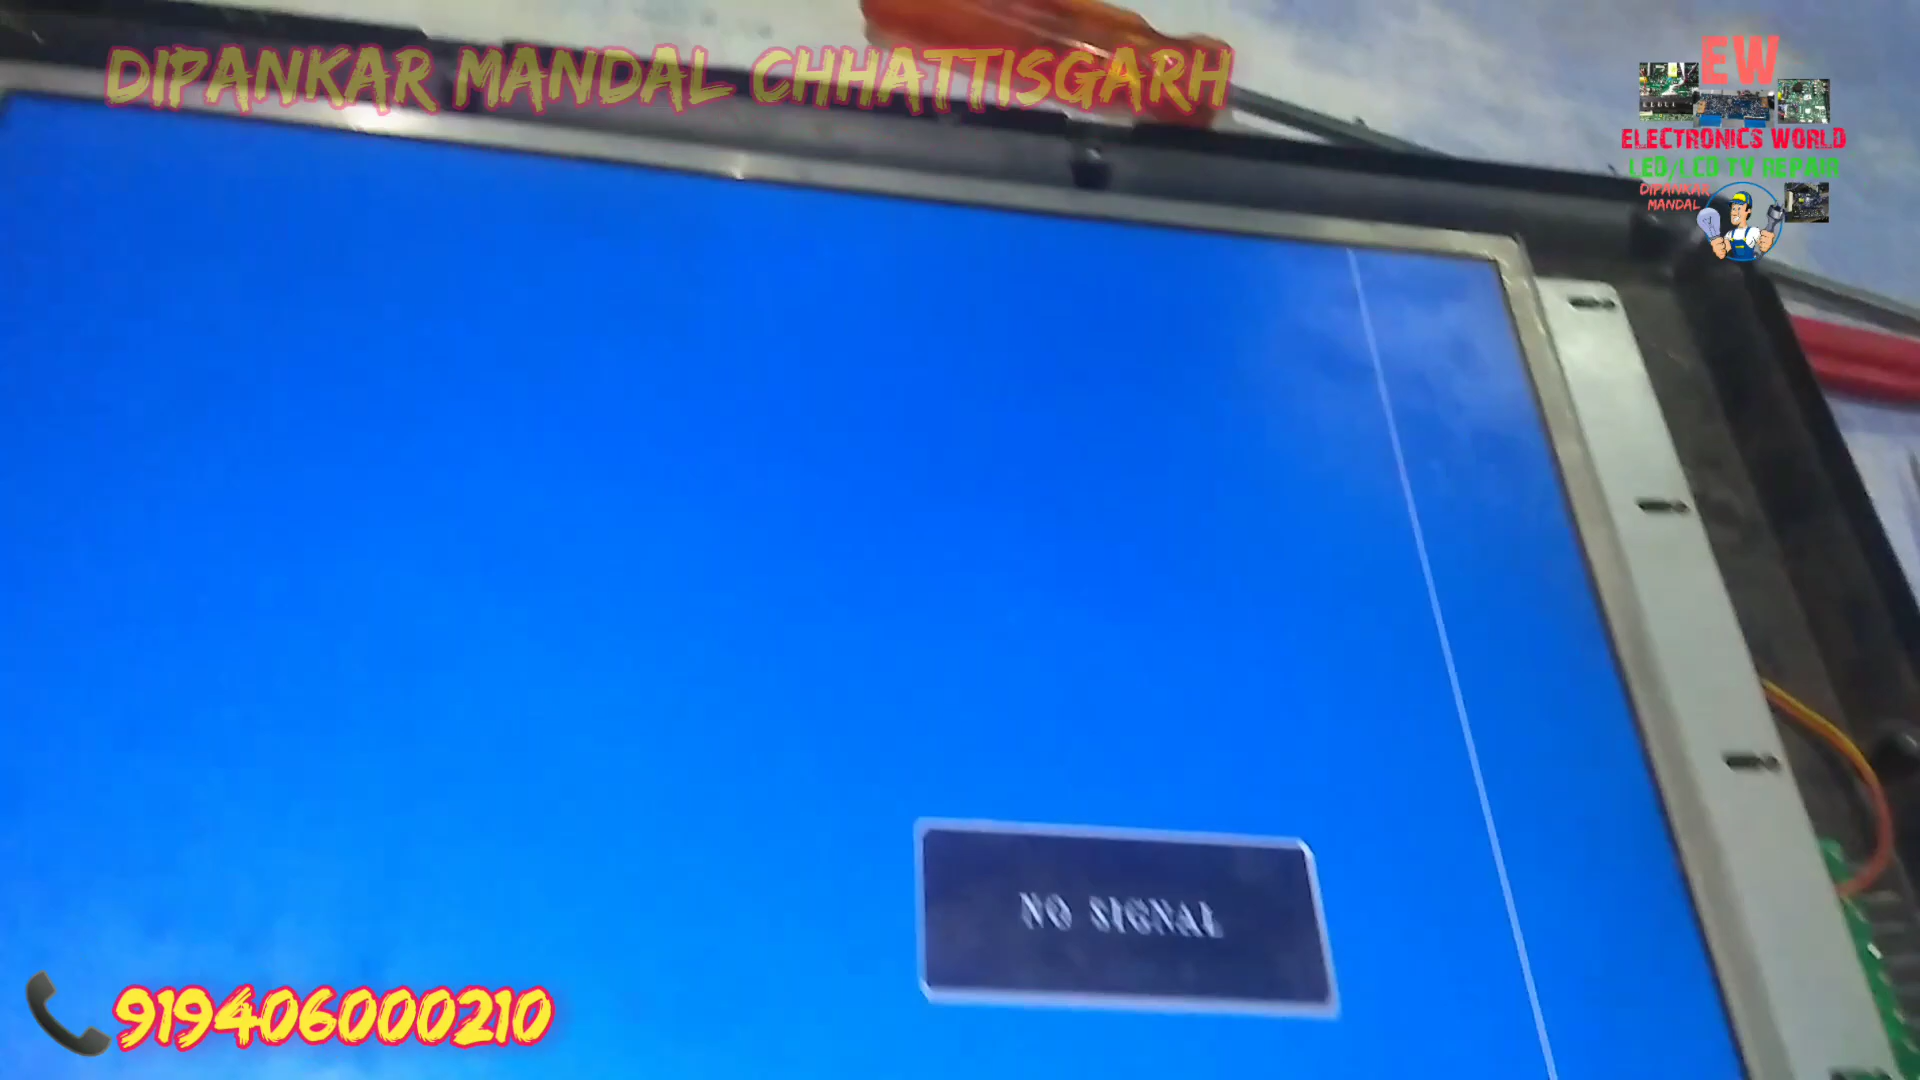 DIPANKAR MANDAL CHHATTISGARH
EW
ELECTRONICS WORLD
LED/LCD TV REPAIR
DIPANKAR
MANDAL
NO SIGNAL
919406000210